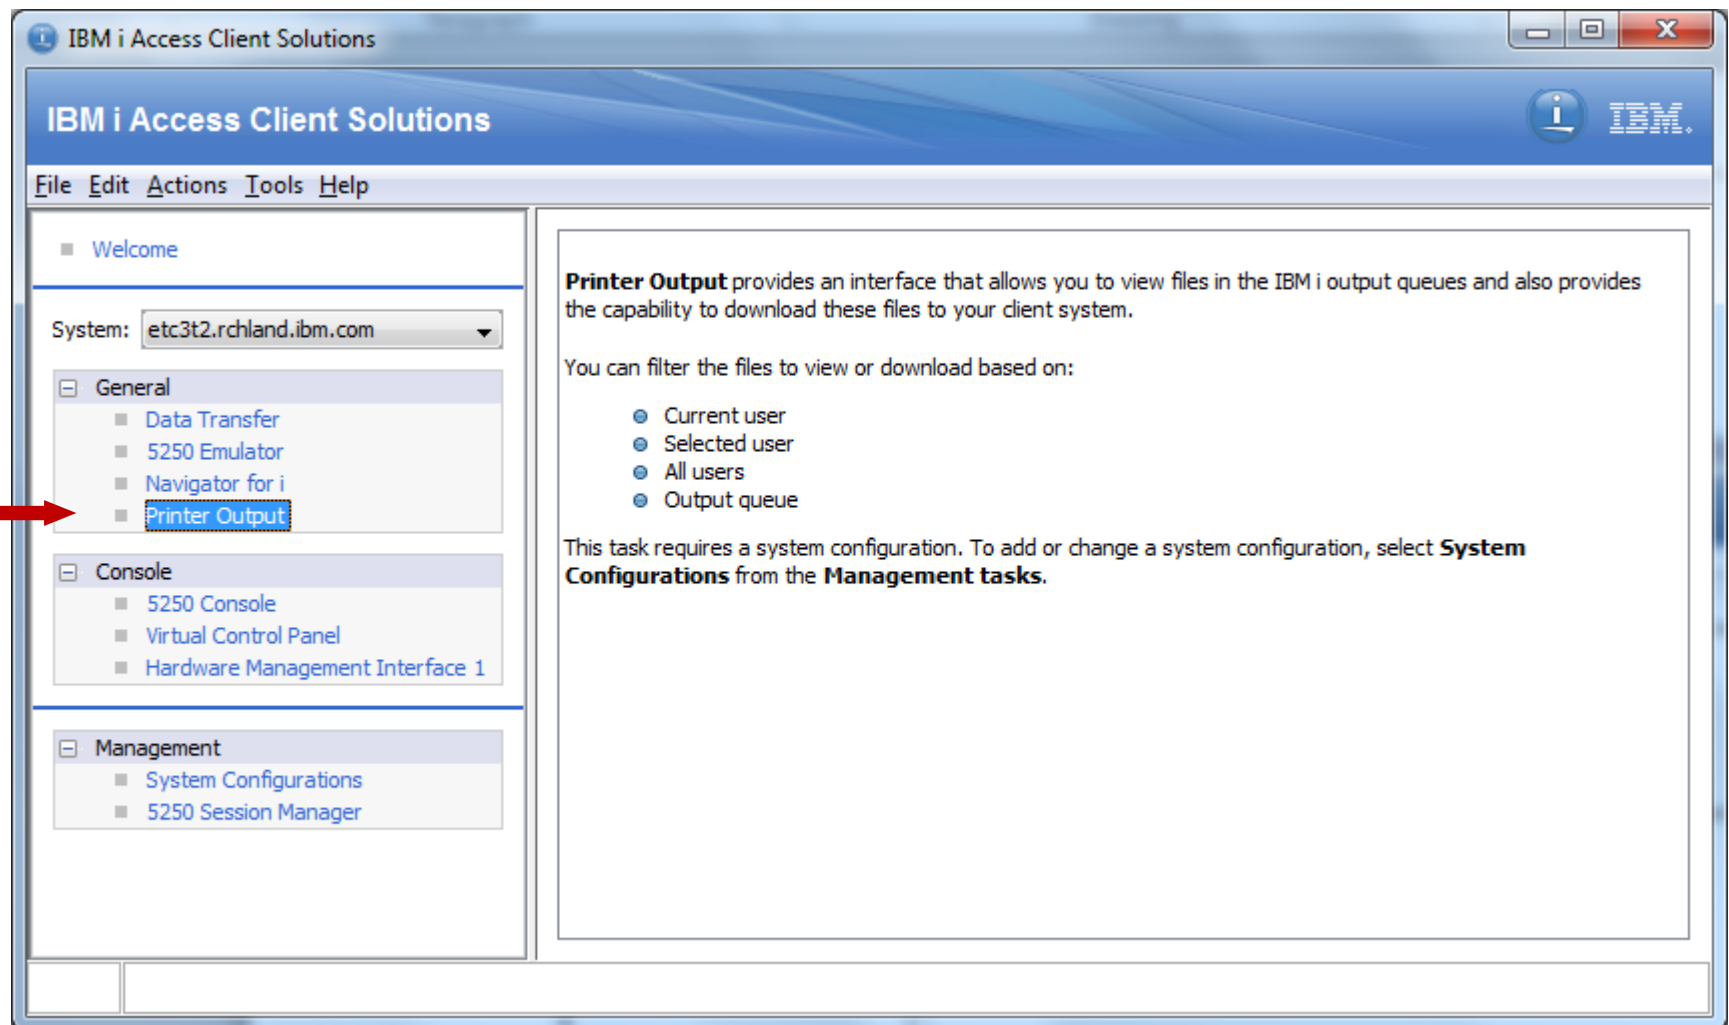 IBM i Access Client Solutions
IBM i Access Client Solutions
i IBM.
File Edit Actions Tools Help
Welcome
System: etc3t2.rchland.ibm.com
General
Data Transfer
5250 Emulator
Navigator for i
Printer Output
Console
5250 Console
Virtual Control Panel
Hardware Management Interface 1
Management
System Configurations
5250 Session Manager
Printer Output provides an interface that allows you to view files in the IBM i output queues and also provides
the capability to download these files to your client system.
You can filter the files to view or download based on:
Current user
Selected user
All users
Output queue
This task requires a system configuration. To add or change a system configuration, select System
Configurations from the Management tasks.